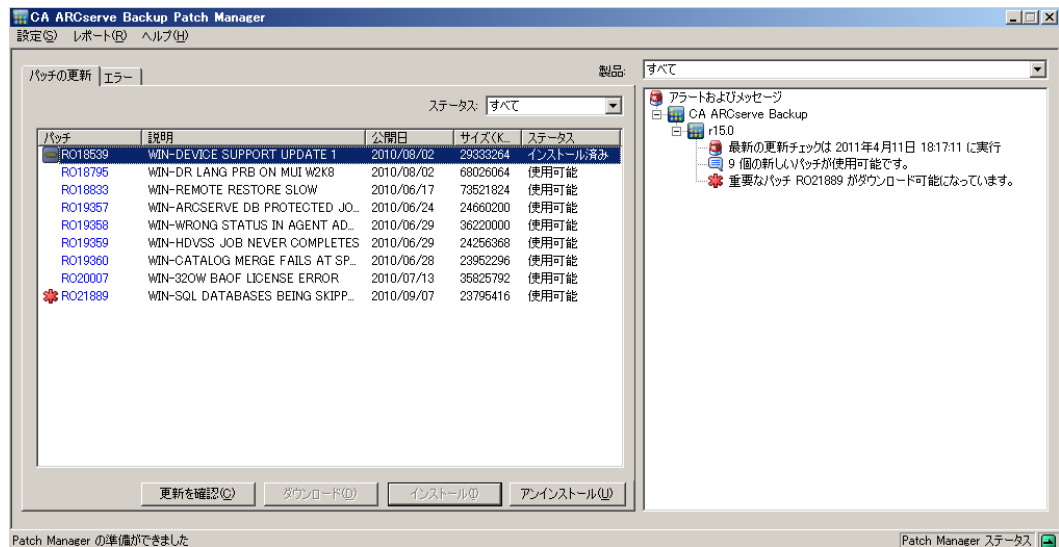 CA ARCserve Backup Patch Manager
設定(S) レポート(R) ヘルプ(H)
パッチの更新 エラー
製品: すべて
ステータス: すべて
パッチ 説明 公開日 サイズ(K... ステータス
RO18539 WIN-DEVICE SUPPORT UPDATE 1 2010/08/02 29333264 インストール済み
RO18795 WIN-DR LANG PRB ON MUI W2K8 2010/08/02 68026064 使用可能
RO18833 WIN-REMOTE RESTORE SLOW 2010/06/17 73521824 使用可能
RO19357 WIN-ARCSERVE DB PROTECTED JO... 2010/06/24 24660200 使用可能
RO19358 WIN-WRONG STATUS IN AGENT AD... 2010/06/29 36220000 使用可能
RO19359 WIN-HDVSS JOB NEVER COMPLETES 2010/06/29 24256368 使用可能
RO19360 WIN-CATALOG MERGE FAILS AT SP... 2010/06/28 23952296 使用可能
RO20007 WIN-32OW BAOF LICENSE ERROR 2010/07/13 35825792 使用可能
RO21889 WIN-SQL DATABASES BEING SKIPP... 2010/09/07 23795416 使用可能
更新を確認(C) ダウンロード(D) インストール(I) アンインストール(U)
アラートおよびメッセージ
CA ARCserve Backup
r15.0
最新の更新チェックは 2011年4月11日 18:17:11 に実行
9 個の新しいパッチが使用可能です。
重要なパッチ RO21889 がダウンロード可能になっています。
Patch Manager の準備ができました
Patch Manager ステータス